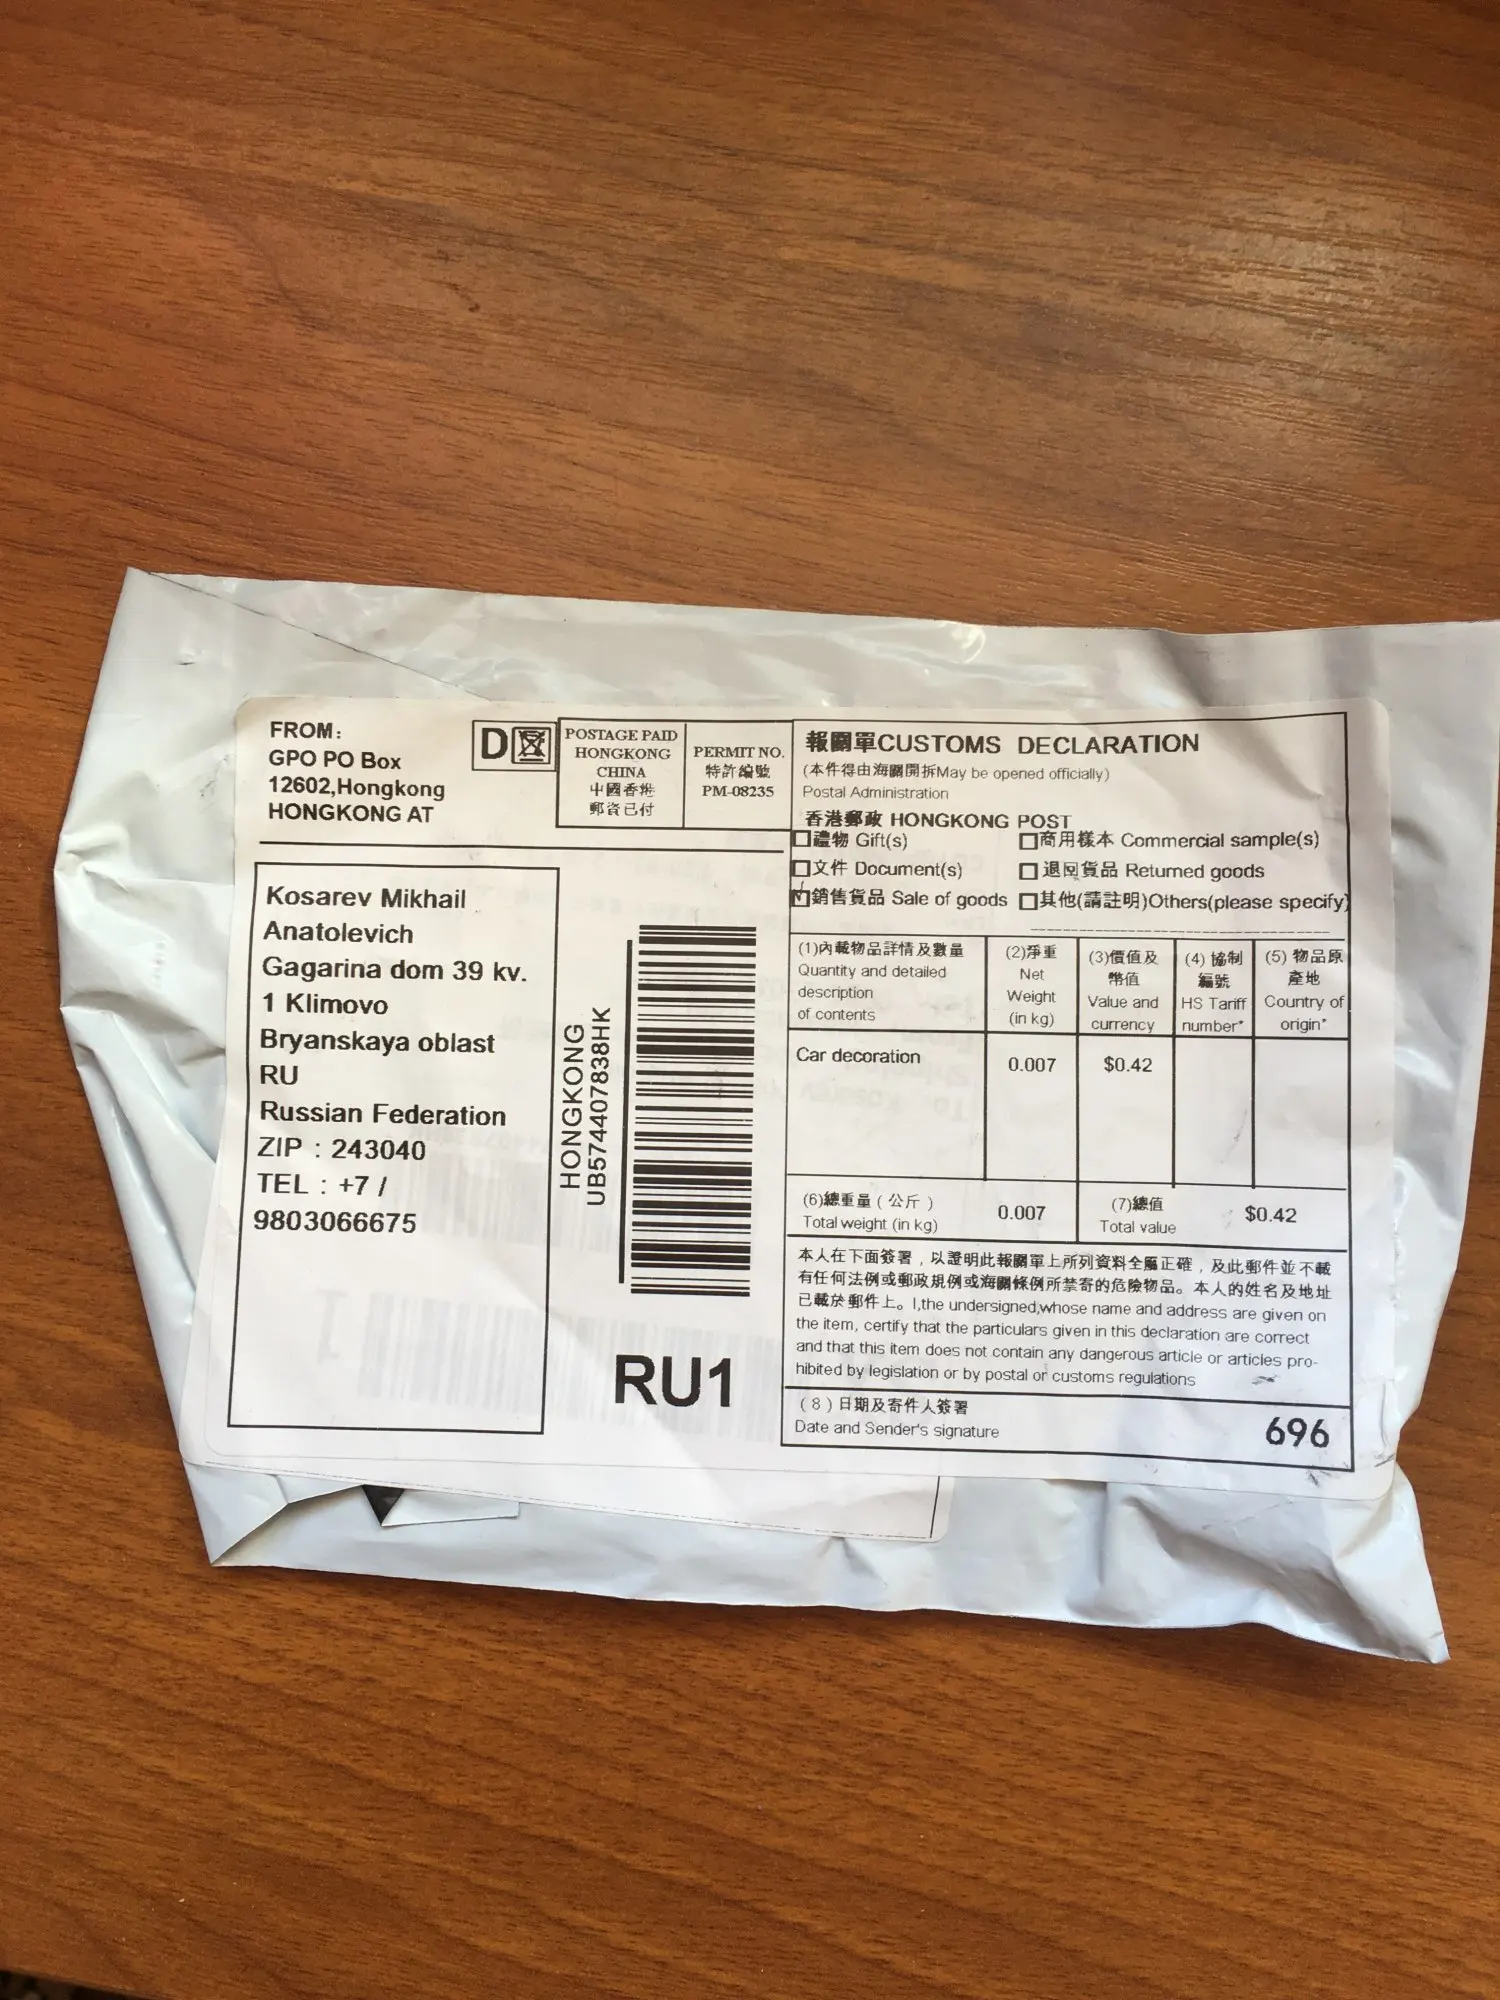 FROM:
GPO PO Box
12602,Hongkong
HONGKONG AT
D
POSTAGE PAID
HONGKONG
CHINA
中國香港
郵資已付
PERMIT NO.
特許編號
PM-08235
Kosarev Mikhail
Anatolevich
Gagarina dom 39 kv.
1 Klimovo
Bryanskaya oblast
RU
Russian Federation
ZIP : 243040
TEL : +7 /
9803066675
HONGKONG
UB574407838HK
RU1
報關單CUSTOMS DECLARATION
(本件得由海關開拆May be opened officially)
Postal Administration
香港郵政 HONGKONG POST
禮物 Gift(s) 商用樣本 Commercial sample(s)
文件 Document(s) 退回貨品 Returned goods
銷售貨品 Sale of goods 其他(請註明)Others(please specify)
(1)內載物品詳情及數量
Quantity and detailed
description
of contents
(2)淨重
Net
Weight
(in kg)
(3)價值及
幣值
Value and
currency
(4) 協制
編號
HS Tariff
number*
(5) 物品原
產地
Country of
origin*
Car decoration 0.007 $0.42
(6)總重量 ( 公斤 )
Total weight (in kg)
0.007
(7)總值
Total value
$0.42
本人在下面簽署，以證明此報關單上所列資料全屬正確，及此郵件並不載
有任何法例或郵政規例或海關條例所禁寄的危險物品。本人的姓名及地址
已載於郵件上。I,the undersigned,whose name and address are given on
the item, certify that the particulars given in this declaration are correct
and that this item does not contain any dangerous article or articles pro-
hibited by legislation or by postal or customs regulations
(8) 日期及寄件人簽署
Date and Sender's signature
696